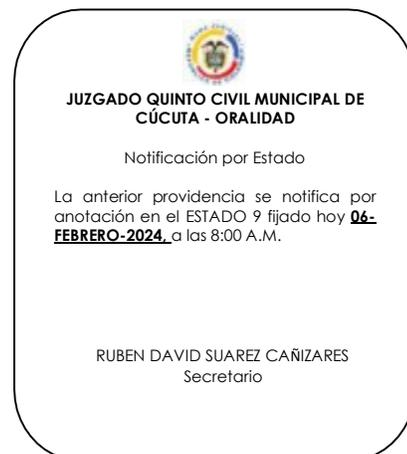 JUZGADO QUINTO CIVIL MUNICIPAL DE
CÚCUTA - ORALIDAD
Notificación por Estado
La anterior providencia se notifica por
anotación en el ESTADO 9 fijado hoy 06-
FEBRERO-2024, a las 8:00 A.M.
RUBEN DAVID SUAREZ CAÑIZARES
Secretario